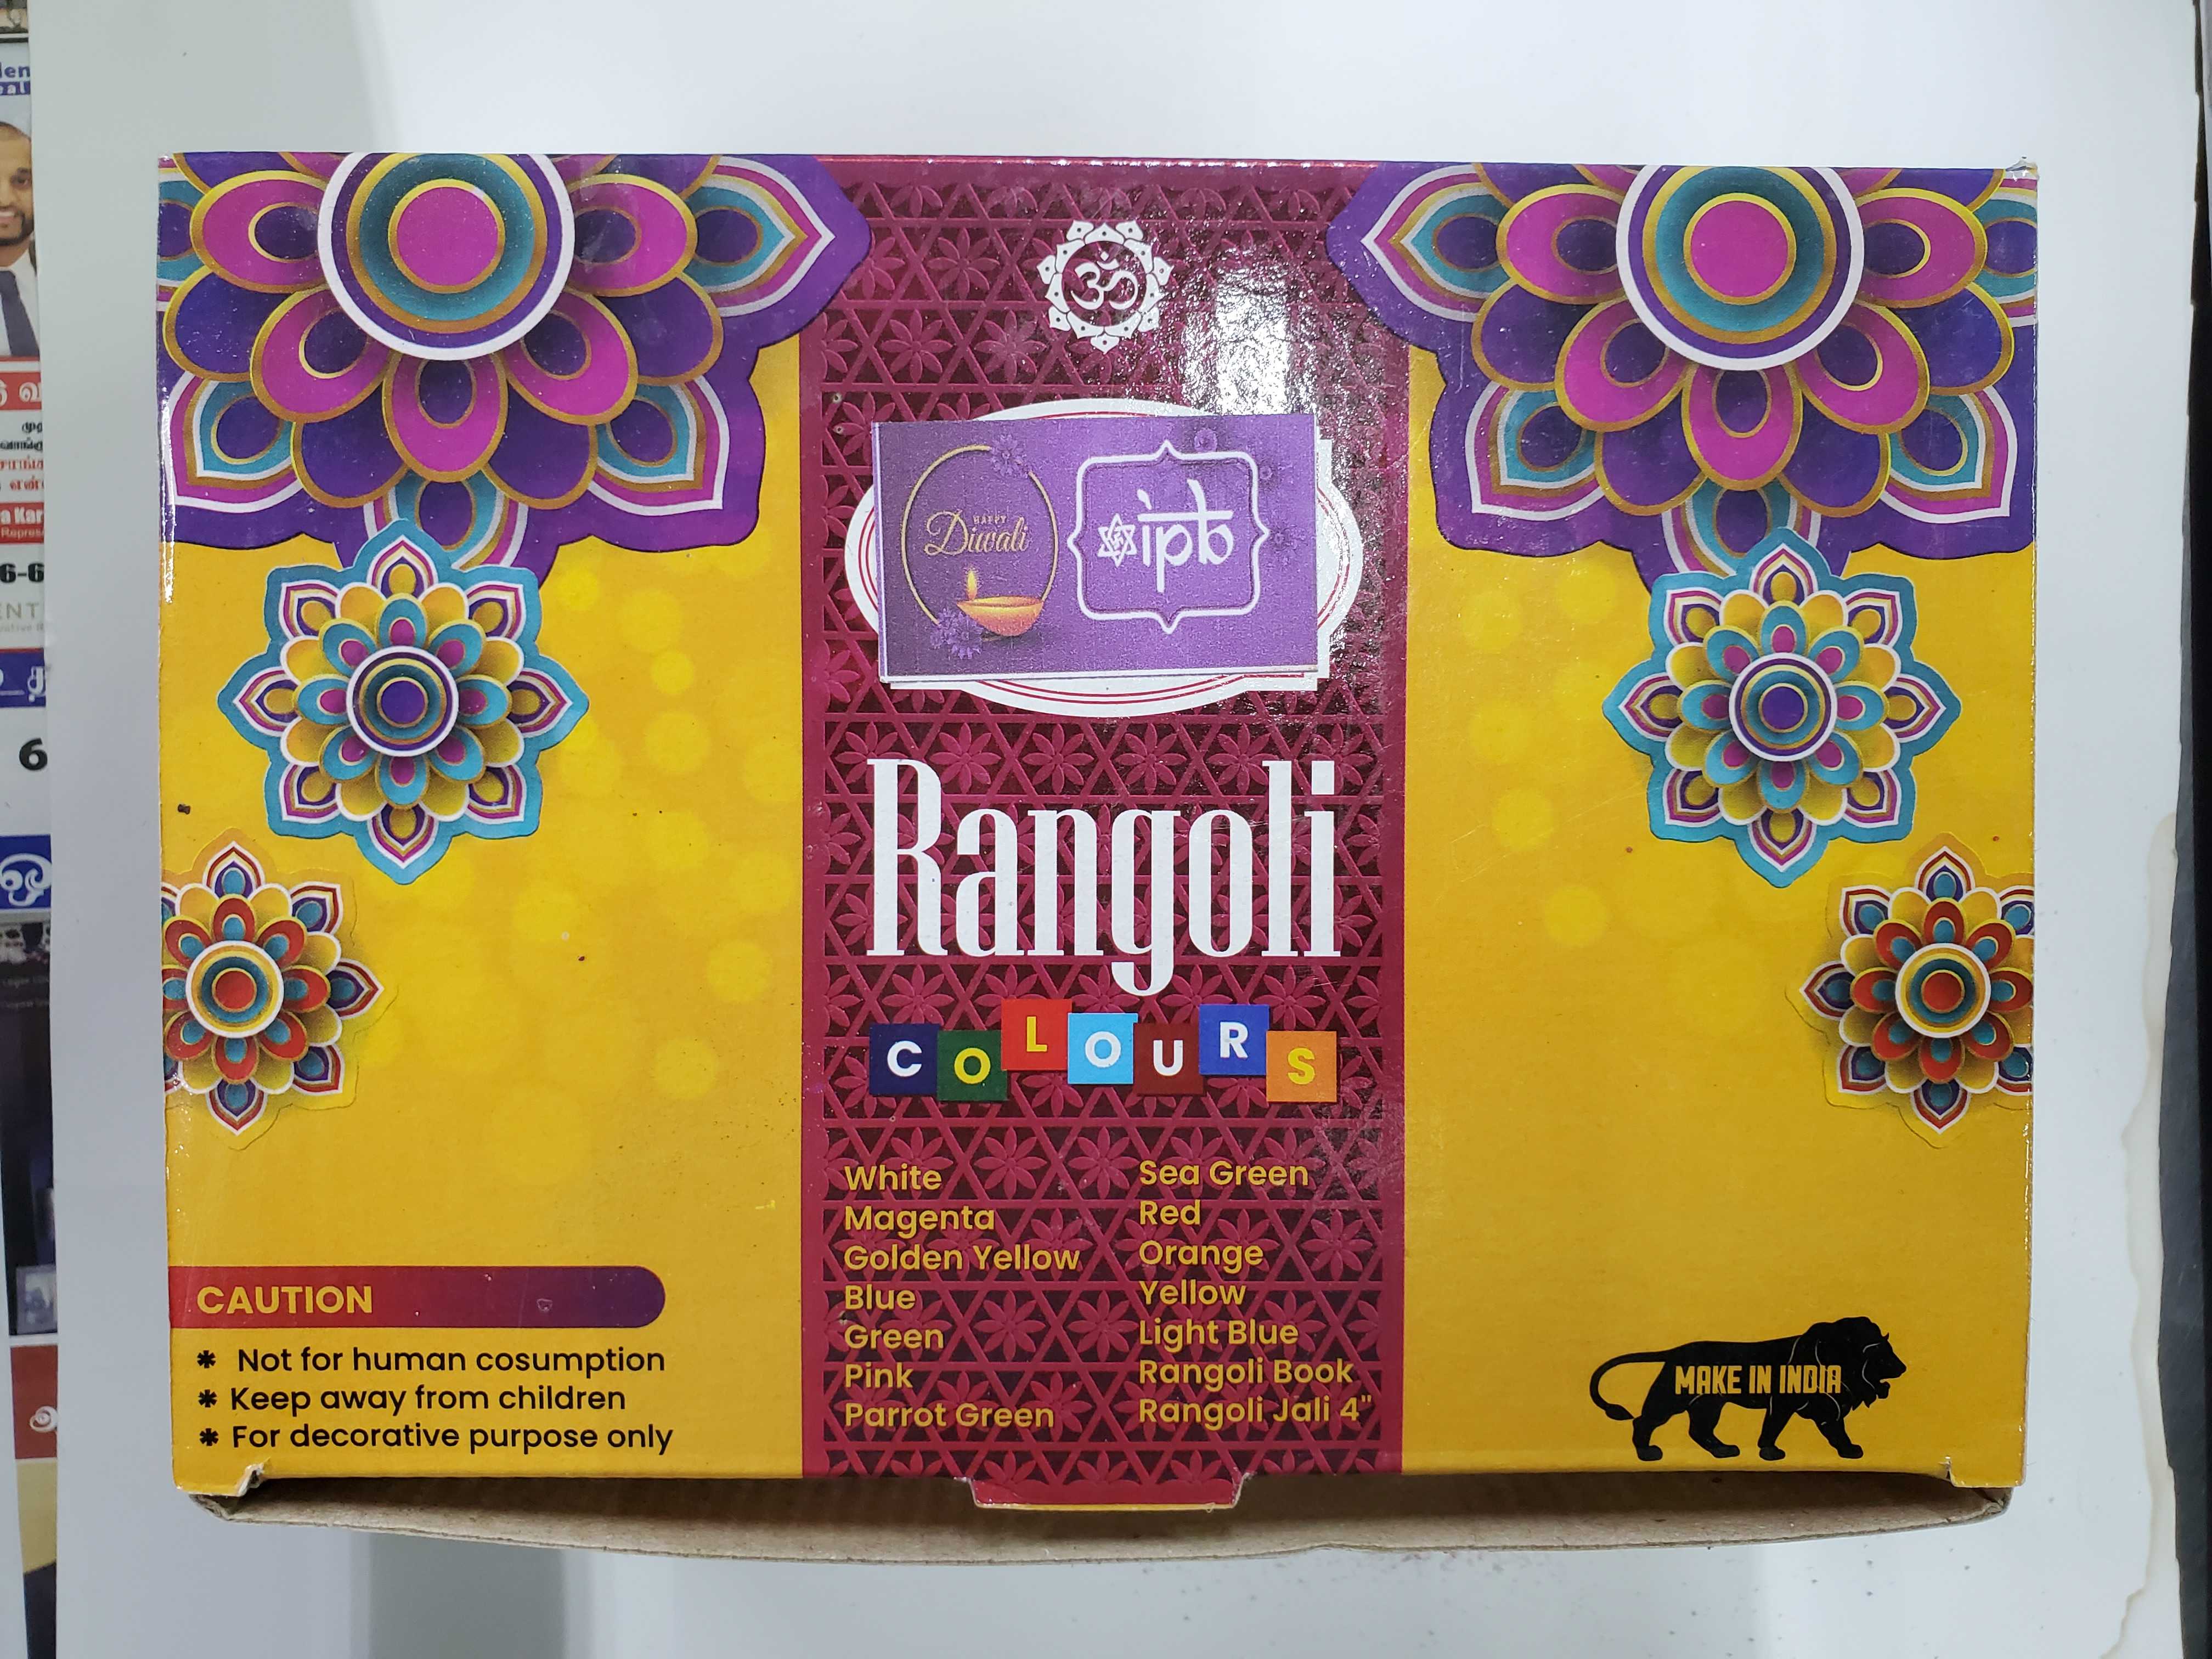 ॐ
HAPPY
Diwali
Rangoli
COLOURS
White
Magenta
Golden Yellow
Blue
Green
Pink
Parrot Green
Sea Green
Red
Orange
Yellow
Light Blue
Rangoli Book
Rangoli Jali 4"
CAUTION
* Not for human cosumption
* Keep away from children
* For decorative purpose only
MAKE IN INDIA